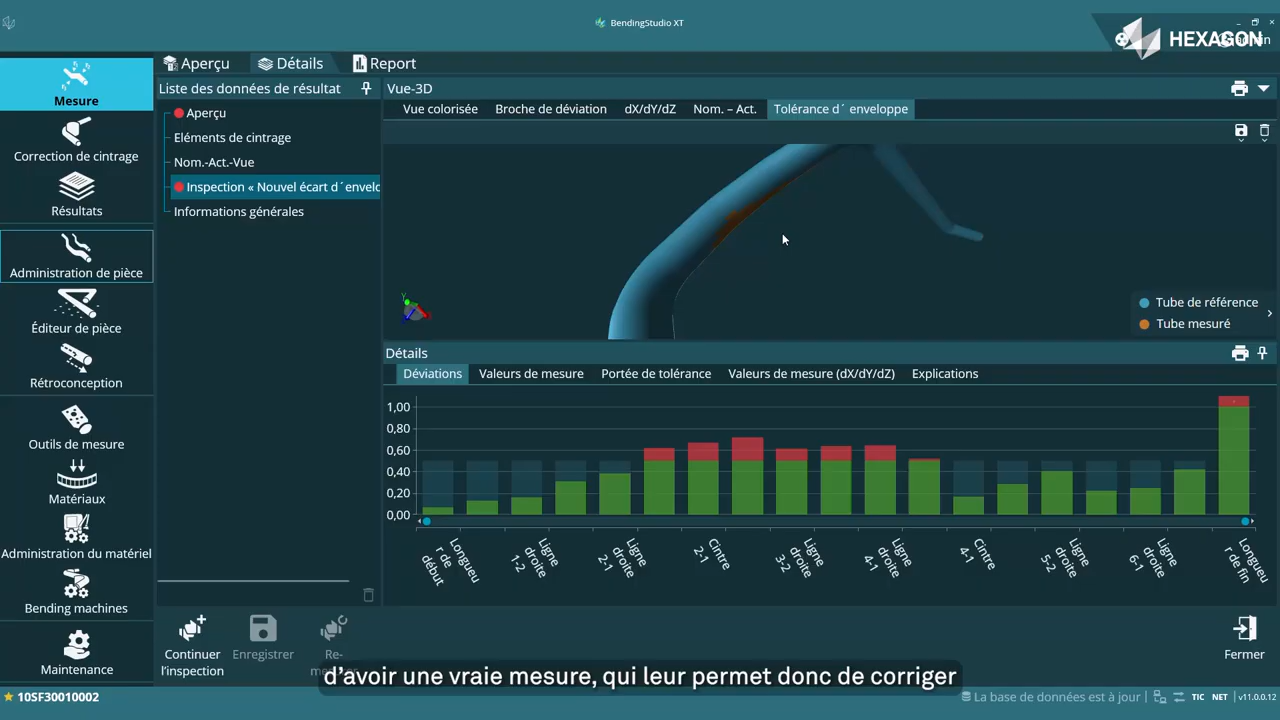 BendingStudio XT
HEXAGON
Mesure
Correction de cintrage
Résultats
Administration de pièce
Éditeur de pièce
Rétroconception
Outils de mesure
Matériaux
Administration du matériel
Bending machines
Maintenance
Aperçu
Détails
Report
Liste des données de résultat
Aperçu
Eléments de cintrage
Nom.-Act.-Vue
Inspection « Nouvel écart d´envelo
Informations générales
Vue-3D
Vue colorisée
Broche de déviation
dX/dY/dZ
Nom. – Act.
Tolérance d´ enveloppe
Tube de référence
Tube mesuré
Détails
Déviations
Valeurs de mesure
Portée de tolérance
Valeurs de mesure (dX/dY/dZ)
Explications
1,00
0,80
0,60
0,40
0,20
0,00
Longueu
r de
début
Ligne
droite
1-2
Ligne
droite
2-1
Cintre
2-1
Ligne
droite
3-2
Ligne
droite
4-1
Cintre
4-1
Ligne
droite
5-2
Ligne
droite
6-1
Longueu
r de fin
Continuer
l'inspection
Enregistrer
Re-
Fermer
d’avoir une vraie mesure, qui leur permet donc de corriger
10SF30010002
La base de données est à jour
TIC
NET
v11.0.0.12